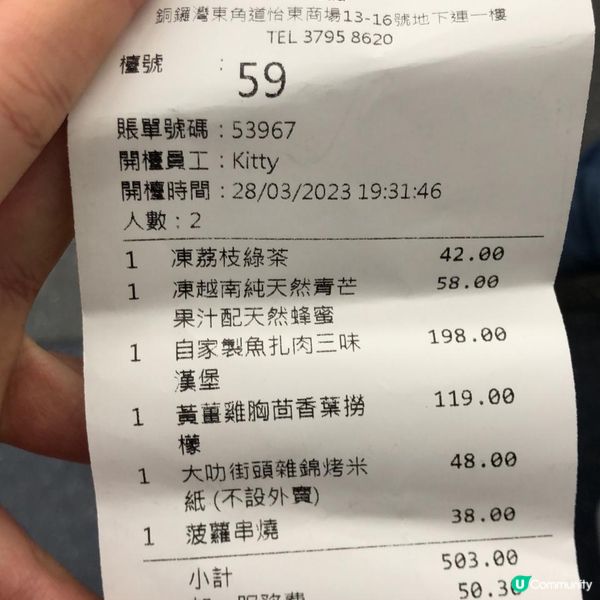 銅鑼灣東角道怡東商場13-16號地下連一樓
TEL 3795 8620
檯號 : 59
賬單號碼 : 53967
開檯員工 : Kitty
開檯時間 : 28/03/2023 19:31:46
人數 : 2
1 凍荔枝綠茶 42.00
1 凍越南純天然青芒 58.00
果汁配天然蜂蜜
1 自家製魚扎肉三味 198.00
漢堡
1 黃薑雞胸茴香葉撈 119.00
檬
1 大叻街頭雜錦烤米 48.00
紙 (不設外賣)
1 菠蘿串燒 38.00
小計 503.00
服務費 50.30
U Community